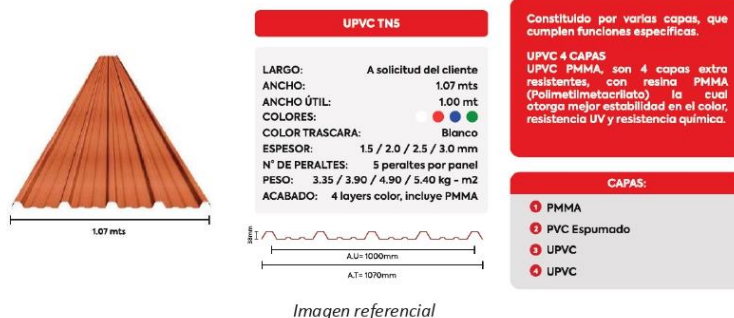 1.07 mts
UPVC TN5
LARGO: A solicitud del cliente
ANCHO: 1.07 mts
ANCHO ÚTIL: 1.00 mt
COLORES:
COLOR TRASCARA: Blanco
ESPESOR: 1.5 / 2.0 / 2.5 / 3.0 mm
N° DE PERALTES: 5 peraltes por panel
PESO: 3.35 / 3.90 / 4.90 / 5.40 kg - m2
ACABADO: 4 layers color, incluye PMMA
A.U= 1000mm
A.T= 1070mm
Constituido por varias capas, que
cumplen funciones específicas.
UPVC 4 CAPAS
UPVC PMMA, son 4 capas extra
resistentes, con resina PMMA
(Polimetilmetacrilato) la cual
otorga mejor estabilidad en el color,
resistencia UV y resistencia química.
CAPAS:
1 PMMA
2 PVC Espumado
3 UPVC
4 UPVC
Imagen referencial